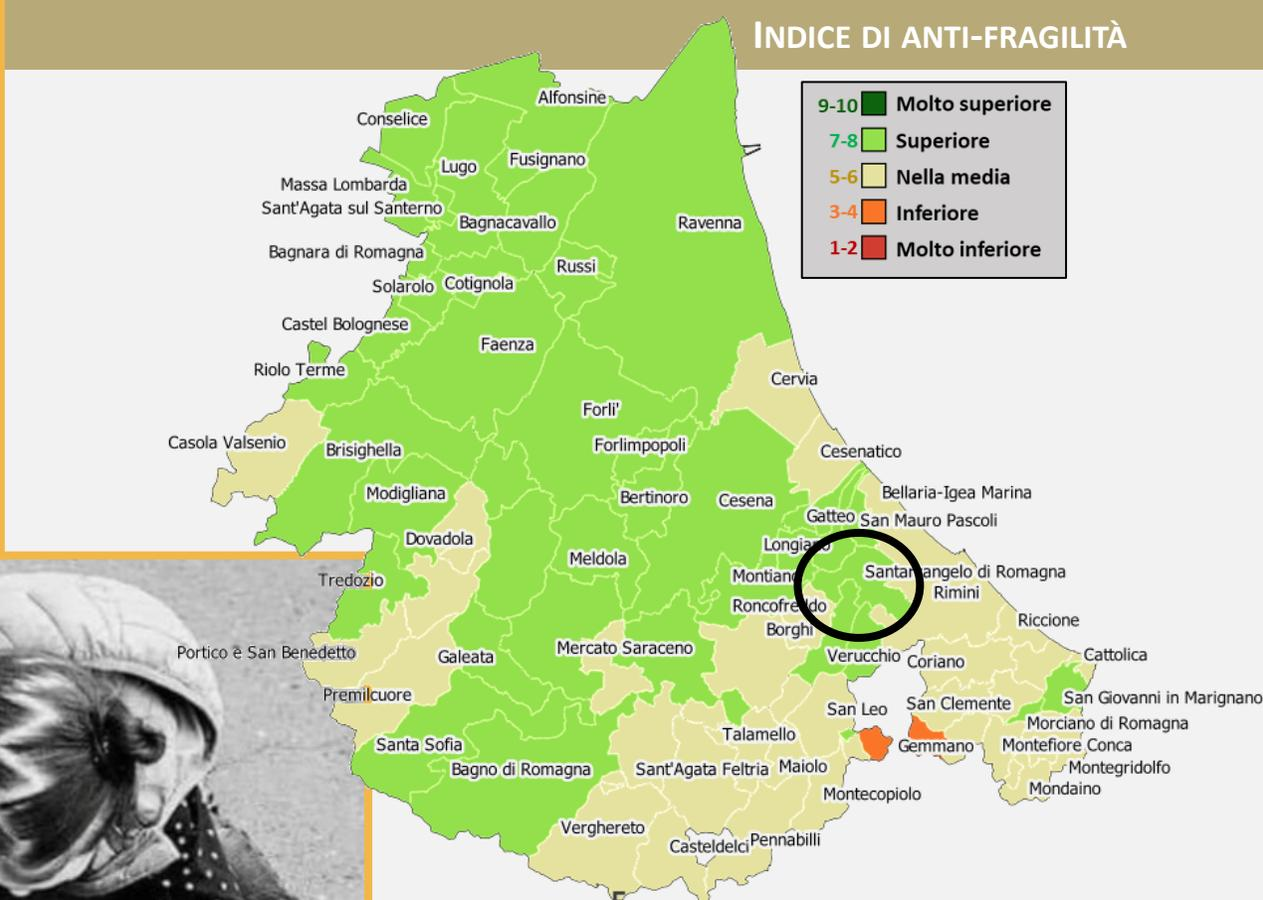 INDICE DI ANTI-FRAGILITÀ
9-10 Molto superiore
7-8 Superiore
5-6 Nella media
3-4 Inferiore
1-2 Molto inferiore
Alfonsine
Conselice
Fusignano
Lugo
Massa Lombarda
Sant'Agata sul Santerno
Bagnacavallo
Ravenna
Bagnara di Romagna
Russi
Solarolo
Cotignola
Castel Bolognese
Faenza
Riolo Terme
Cervia
Forli'
Casola Valsenio
Forlimpopoli
Brisighella
Cesenatico
Modigliana
Bertinoro
Cesena
Bellaria-Igea Marina
Gatteo
San Mauro Pascoli
Dovadola
Longiano
Meldola
Santarcangelo di Romagna
Tredozio
Montiano
Rimini
Roncofreddo
Riccione
Borghi
Mercato Saraceno
Portico e San Benedetto
Galeata
Verucchio
Coriano
Cattolica
Premilcuore
San Giovanni in Marignano
San Leo
San Clemente
Morciano di Romagna
Talamello
Santa Sofia
Gemmano
Montefiore Conca
Bagno di Romagna
Sant'Agata Feltria
Maiolo
Montegridolfo
Mondaino
Montecopiolo
Verghereto
Pennabilli
Casteldelci